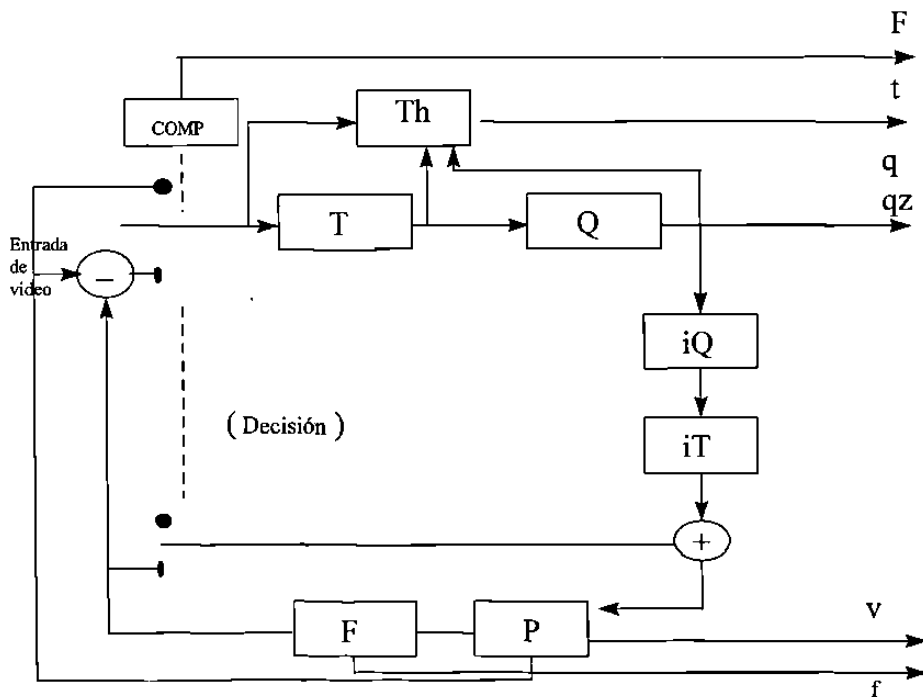 F
COMP
Th
t
q
T
Q
qz
Entrada
de
video
−
iQ
( Decisión )
iT
+
F
P
v
f